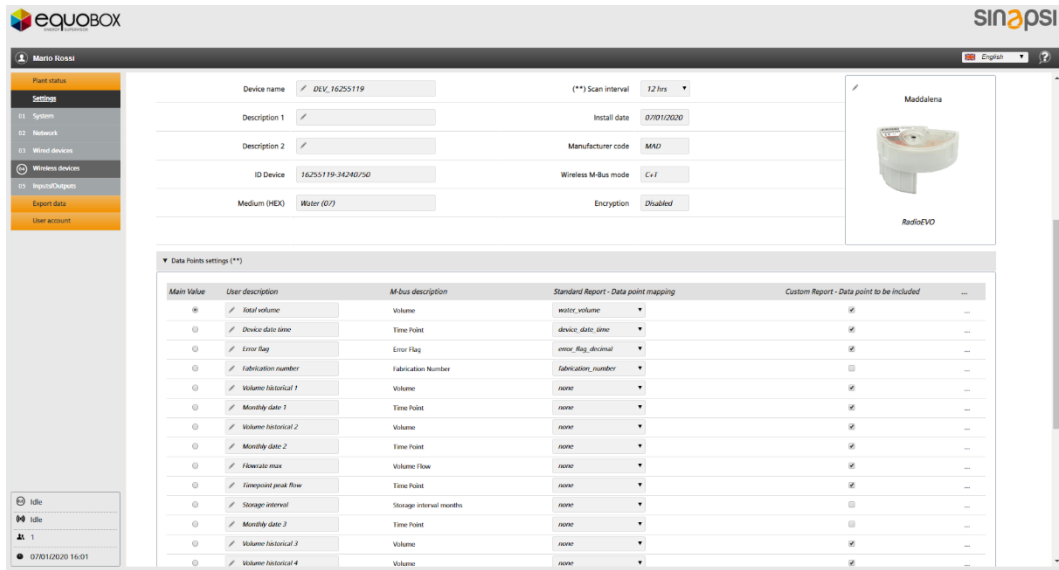 equobox
ENERGY SUPERVISOR
sinapsi
Mario Rossi
English
?
Plant status
Settings
01 System
02 Network
03 Wired devices
04 Wireless devices
05 Inputs/Outputs
Export data
User account
Device name DEV_16255119 (**) Scan interval 12 hrs
Description 1 Install date 07/01/2020
Description 2 Manufacturer code MAD
ID Device 16255119-34240750 Wireless M-Bus mode C+T
Medium (HEX) Water (07) Encryption Disabled
Maddalena
RadioEVO
Data Points settings (**)
Main Value User description M-bus description Standard Report - Data point mapping Custom Report - Data point to be included ...
Total volume Volume water_volume ...
Device date time Time Point device_date_time ...
Error flag Error Flag error_flag_decimal ...
Fabrication number Fabrication Number fabrication_number ...
Volume historical 1 Volume none ...
Monthly date 1 Time Point none ...
Volume historical 2 Volume none ...
Monthly date 2 Time Point none ...
Flowrate max Volume Flow none ...
Timepoint peak flow Time Point none ...
Storage interval Storage interval months none ...
Monthly date 3 Time Point none ...
Volume historical 3 Volume none ...
Volume historical 4 Volume none ...
Idle
Idle
1
07/01/2020 16:01